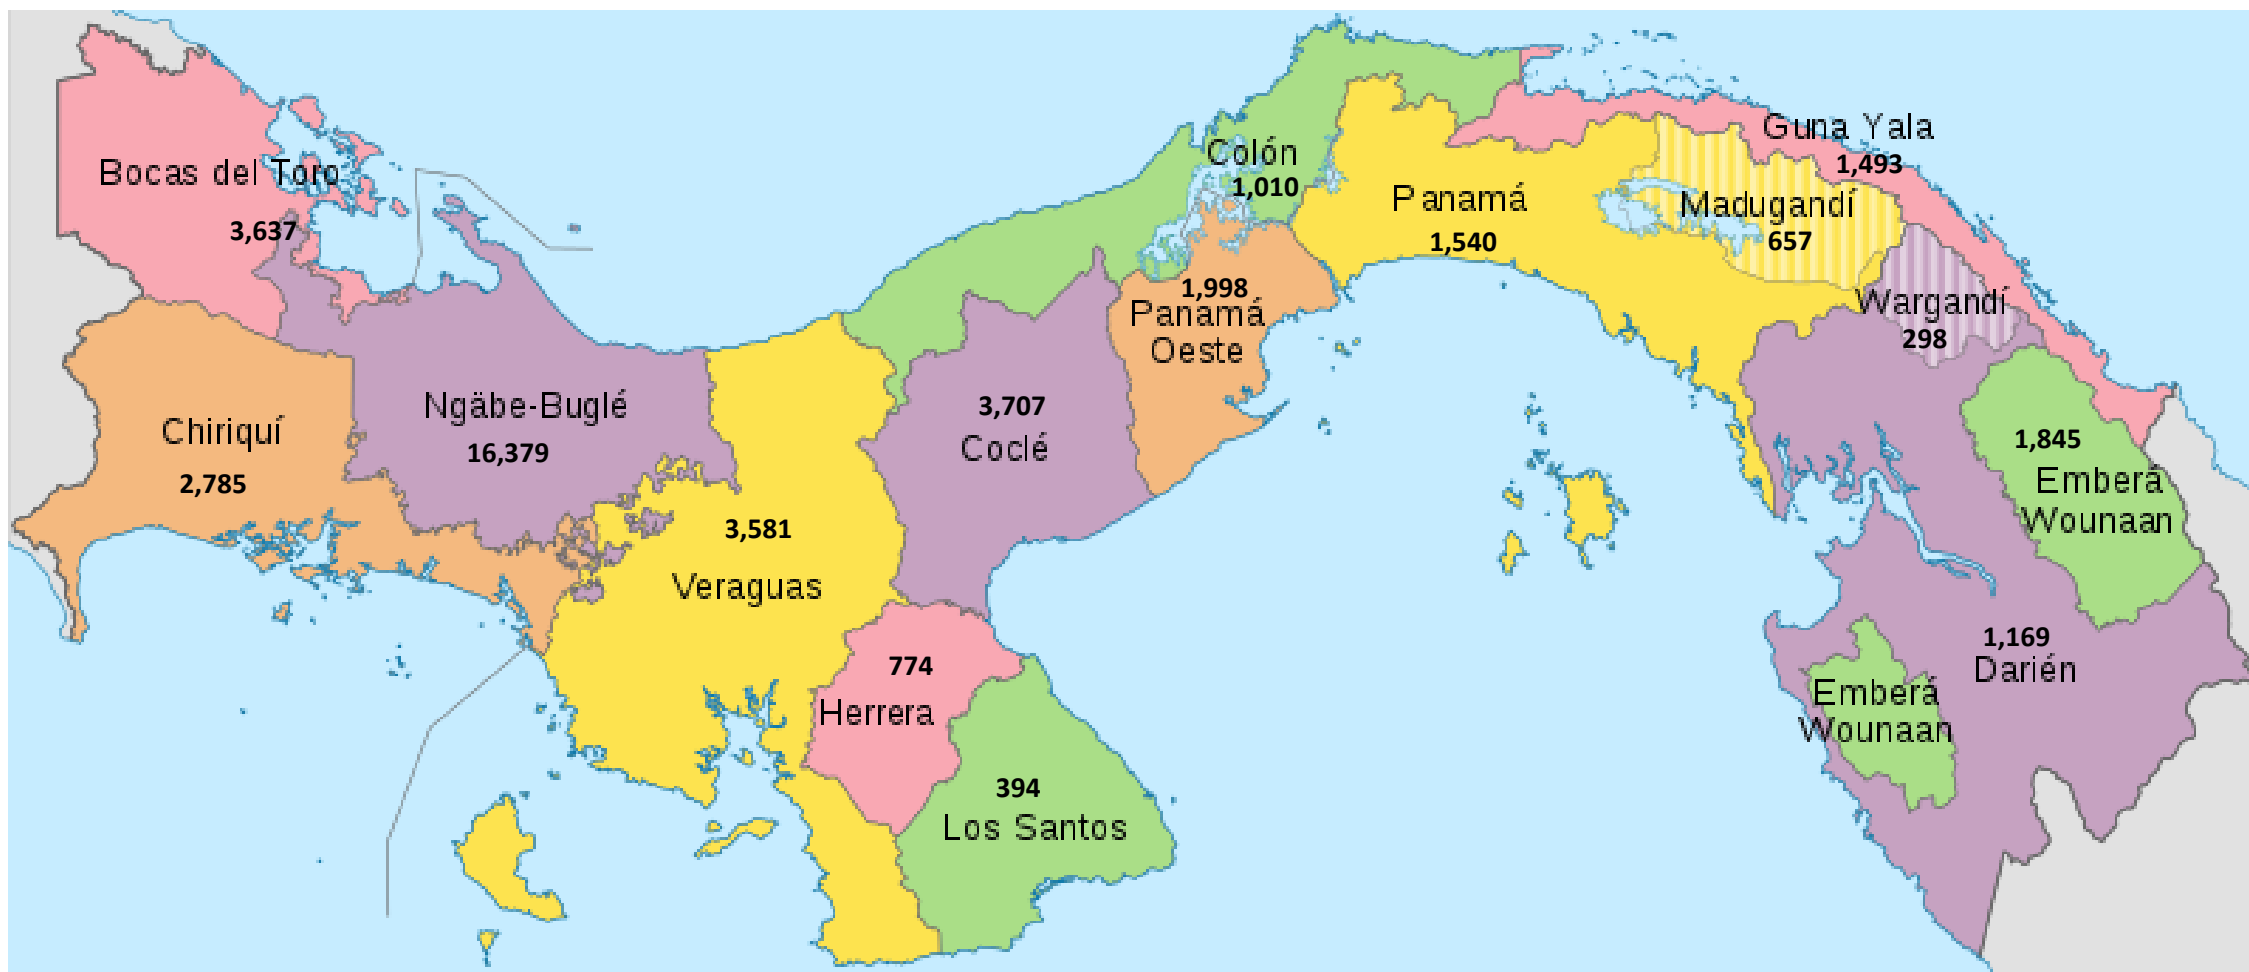 Bocas del Toro
3,637
Chiriquí
2,785
Ngäbe-Buglé
16,379
3,581
Veraguas
774
Herrera
394
Los Santos
3,707
Coclé
Colón
1,010
1,998
Panamá
Oeste
Panamá
1,540
Guna Yala
1,493
Madugandí
657
Wargandí
298
1,845
Emberá
Wounaan
1,169
Darién
Emberá
Wounaan